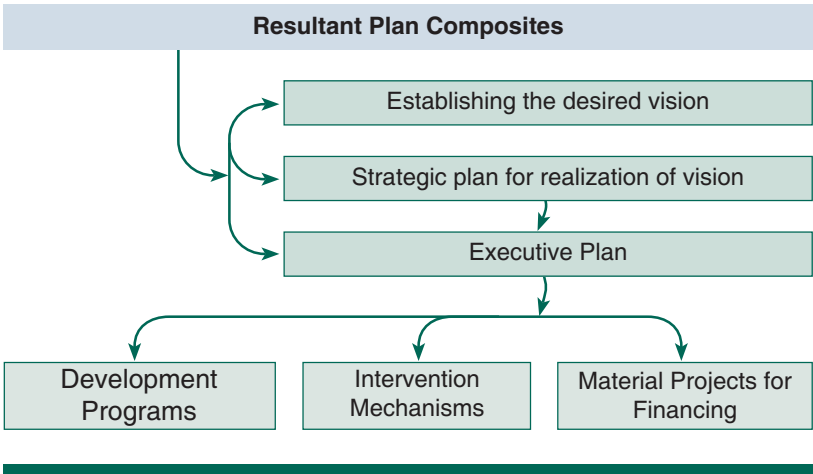 Resultant Plan Composites
Establishing the desired vision
Strategic plan for realization of vision
Executive Plan
Development
Programs
Intervention
Mechanisms
Material Projects for
Financing